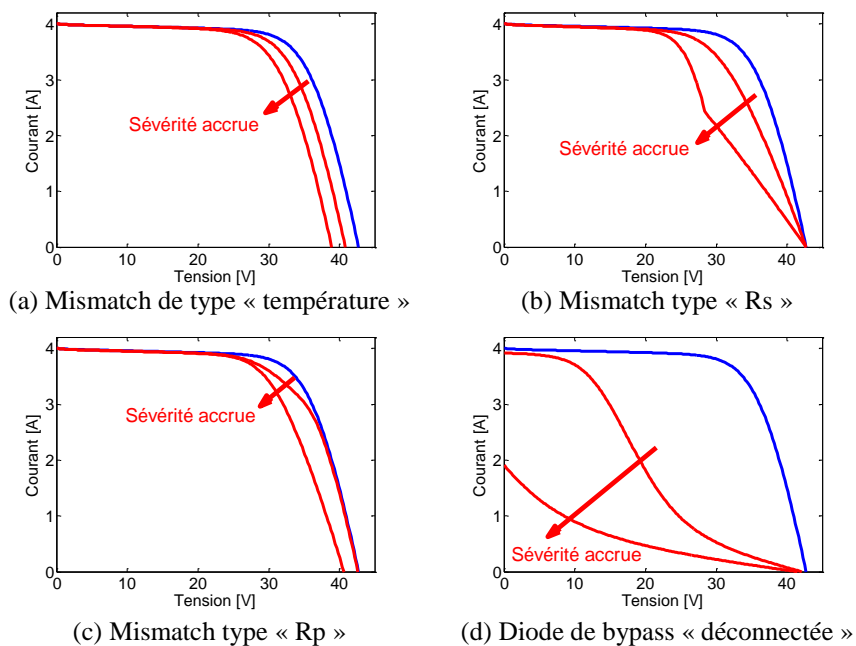 4
3
2
1
0
0
10
20
30
40
Courant [A]
Tension [V]
Sévérité accrue
(a) Mismatch de type « température »
4
3
2
1
0
0
10
20
30
40
Courant [A]
Tension [V]
Sévérité accrue
(b) Mismatch type « Rs »
4
3
2
1
0
0
10
20
30
40
Courant [A]
Tension [V]
Sévérité accrue
(c) Mismatch type « Rp »
4
3
2
1
0
0
10
20
30
40
Courant [A]
Tension [V]
Sévérité accrue
(d) Diode de bypass « déconnectée »